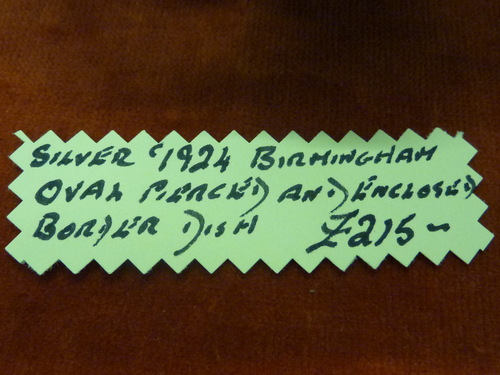 SILVER '1924 BIRMINGHAM
OVAL PIERCED AND ENCLOSED
BORDER DISH £215-